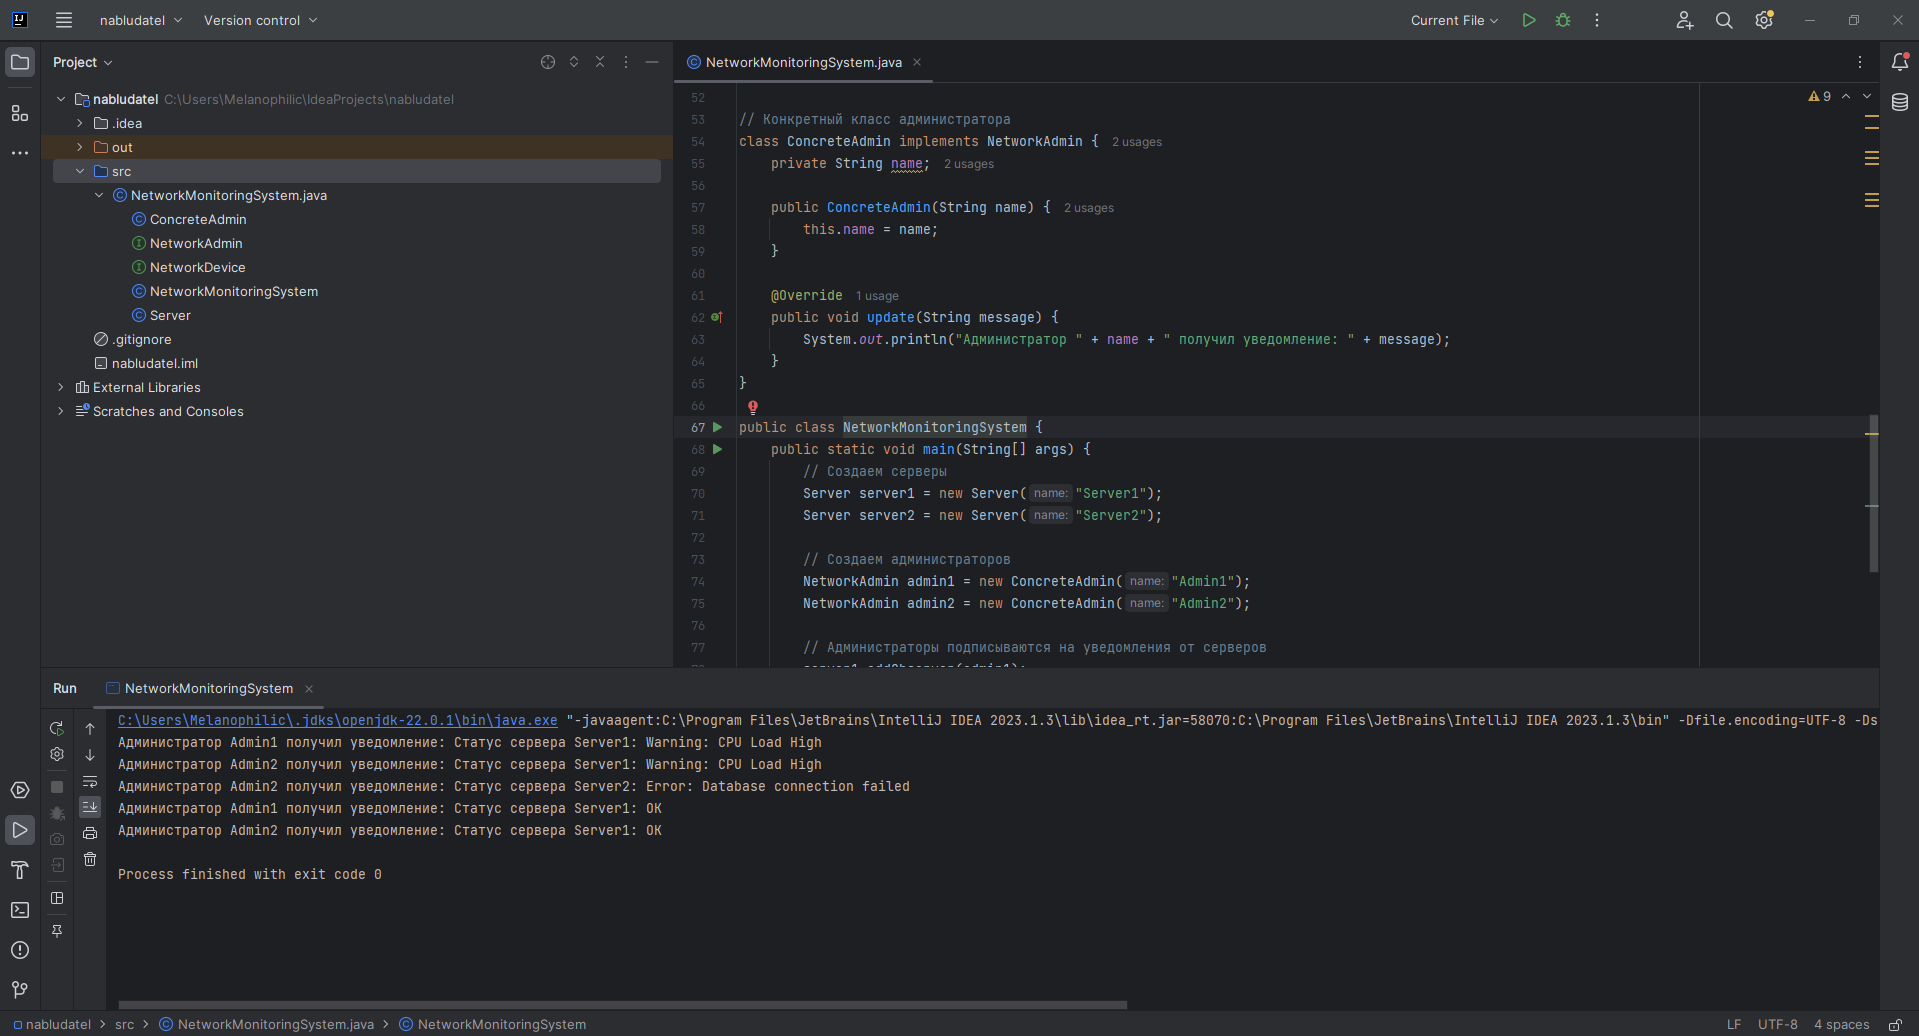 nabludatel
Version control
Current File
Project
nabludatel C:\Users\Melanophilic\IdeaProjects\nabludatel
.idea
out
src
NetworkMonitoringSystem.java
ConcreteAdmin
NetworkAdmin
NetworkDevice
NetworkMonitoringSystem
Server
.gitignore
nabludatel.iml
External Libraries
Scratches and Consoles
NetworkMonitoringSystem.java
9
52
53 // Конкретный класс администратора
54 class ConcreteAdmin implements NetworkAdmin { 2 usages
55 private String name; 2 usages
56
57 public ConcreteAdmin(String name) { 2 usages
58 this.name = name;
59 }
60
61 @Override 1 usage
62 public void update(String message) {
63 System.out.println("Администратор " + name + " получил уведомление: " + message);
64 }
65 }
66
67 public class NetworkMonitoringSystem {
68 public static void main(String[] args) {
69 // Создаем серверы
70 Server server1 = new Server( name: "Server1");
71 Server server2 = new Server( name: "Server2");
72
73 // Создаем администраторов
74 NetworkAdmin admin1 = new ConcreteAdmin( name: "Admin1");
75 NetworkAdmin admin2 = new ConcreteAdmin( name: "Admin2");
76
77 // Администраторы подписываются на уведомления от серверов
server1.addObserver(admin1);
Run NetworkMonitoringSystem
C:\Users\Melanophilic\.jdks\openjdk-22.0.1\bin\java.exe "-javaagent:C:\Program Files\JetBrains\IntelliJ IDEA 2023.1.3\lib\idea_rt.jar=58070:C:\Program Files\JetBrains\IntelliJ IDEA 2023.1.3\bin" -Dfile.encoding=UTF-8 -Ds
Администратор Admin1 получил уведомление: Статус сервера Server1: Warning: CPU Load High
Администратор Admin2 получил уведомление: Статус сервера Server1: Warning: CPU Load High
Администратор Admin2 получил уведомление: Статус сервера Server2: Error: Database connection failed
Администратор Admin1 получил уведомление: Статус сервера Server1: OK
Администратор Admin2 получил уведомление: Статус сервера Server1: OK
Process finished with exit code 0
nabludatel > src > NetworkMonitoringSystem.java > NetworkMonitoringSystem
LF UTF-8 4 spaces